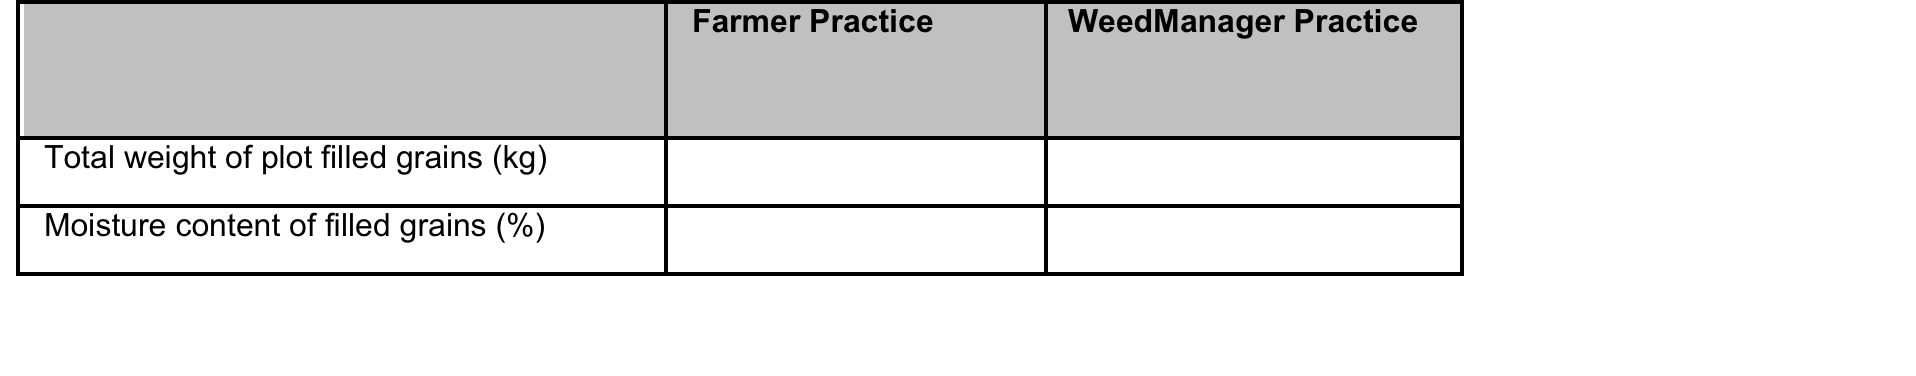 Farmer Practice WeedManager Practice
Total weight of plot filled grains (kg)
Moisture content of filled grains (%)